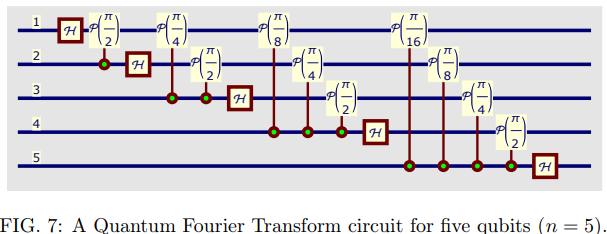 1 H P(π/2) P(π/4) P(π/8) P(π/16)
2 H P(π/2) P(π/4) P(π/8)
3 H P(π/2) P(π/4)
4 H P(π/2)
5 H
FIG. 7: A Quantum Fourier Transform circuit for five qubits (n = 5).